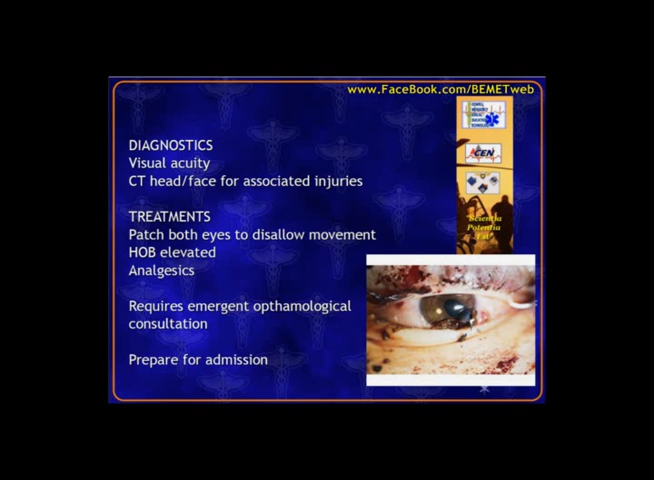 www.FaceBook.com/BEMETweb
DIAGNOSTICS
Visual acuity
CT head/face for associated injuries
TREATMENTS
Patch both eyes to disallow movement
HOB elevated
Analgesics
Requires emergent opthamological
consultation
Prepare for admission
CEN
"Scientia
Potentia
Est"